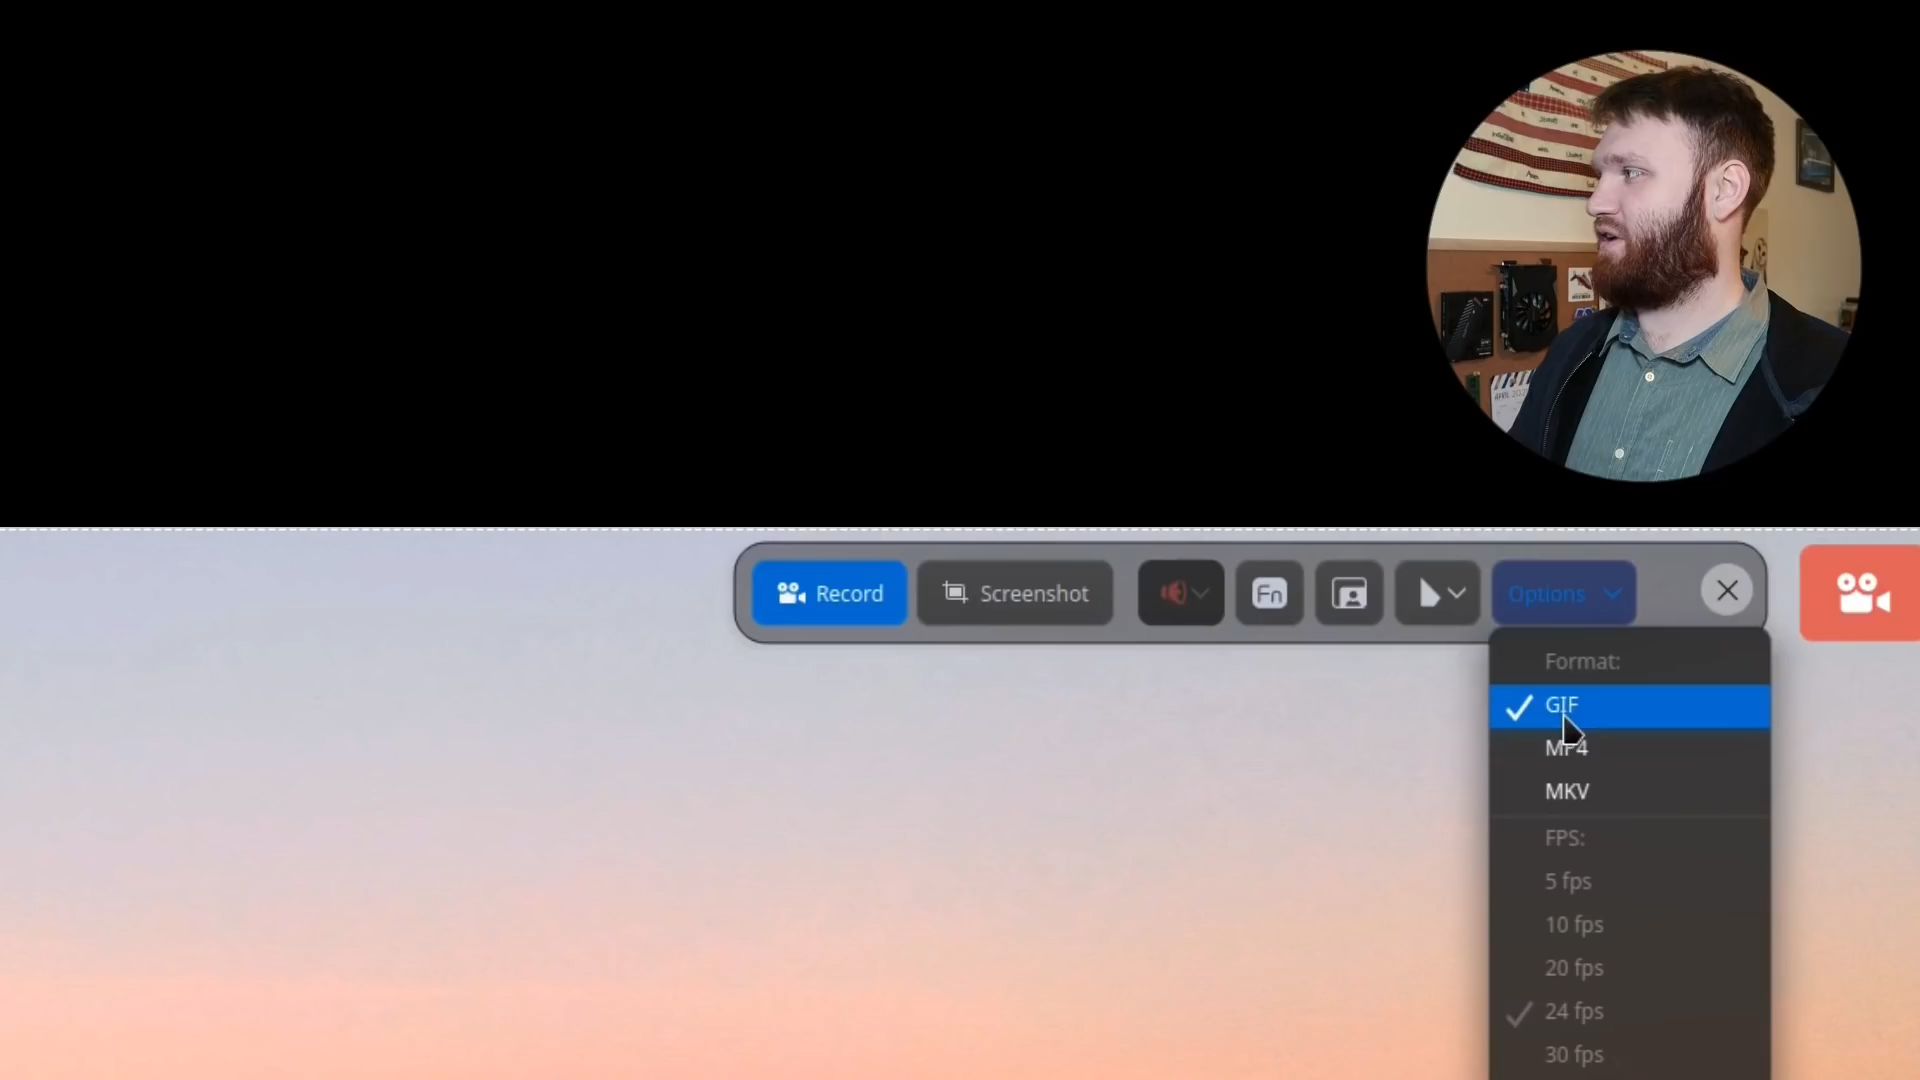 Record
Screenshot
Fn
Options
Format:
GIF
MP4
MKV
FPS:
5 fps
10 fps
20 fps
24 fps
30 fps